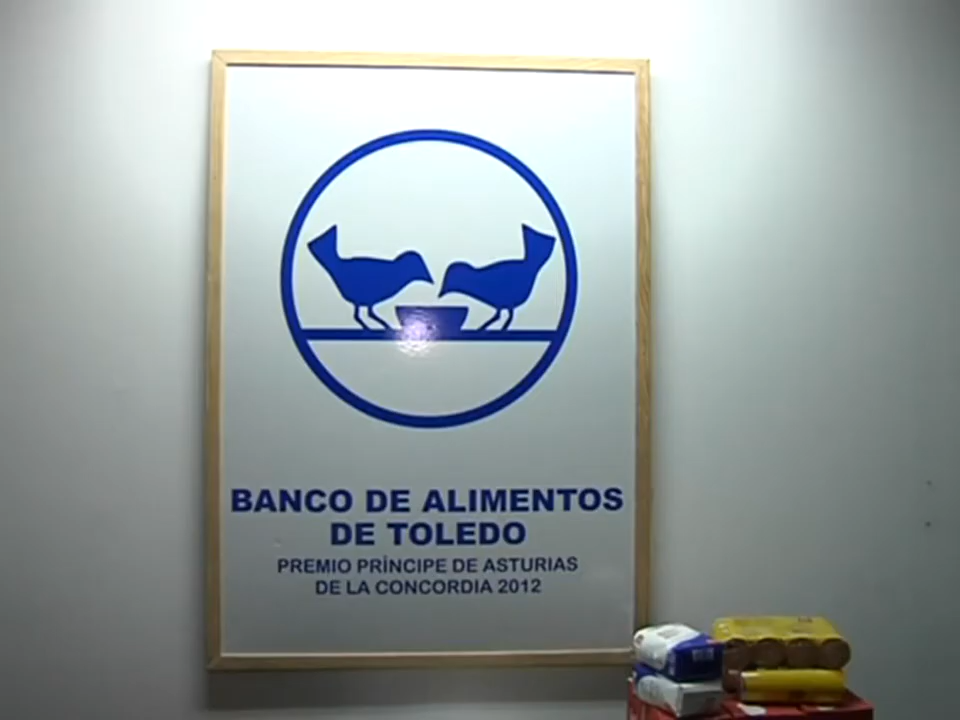 BANCO DE ALIMENTOS
DE TOLEDO
PREMIO PRÍNCIPE DE ASTURIAS
DE LA CONCORDIA 2012